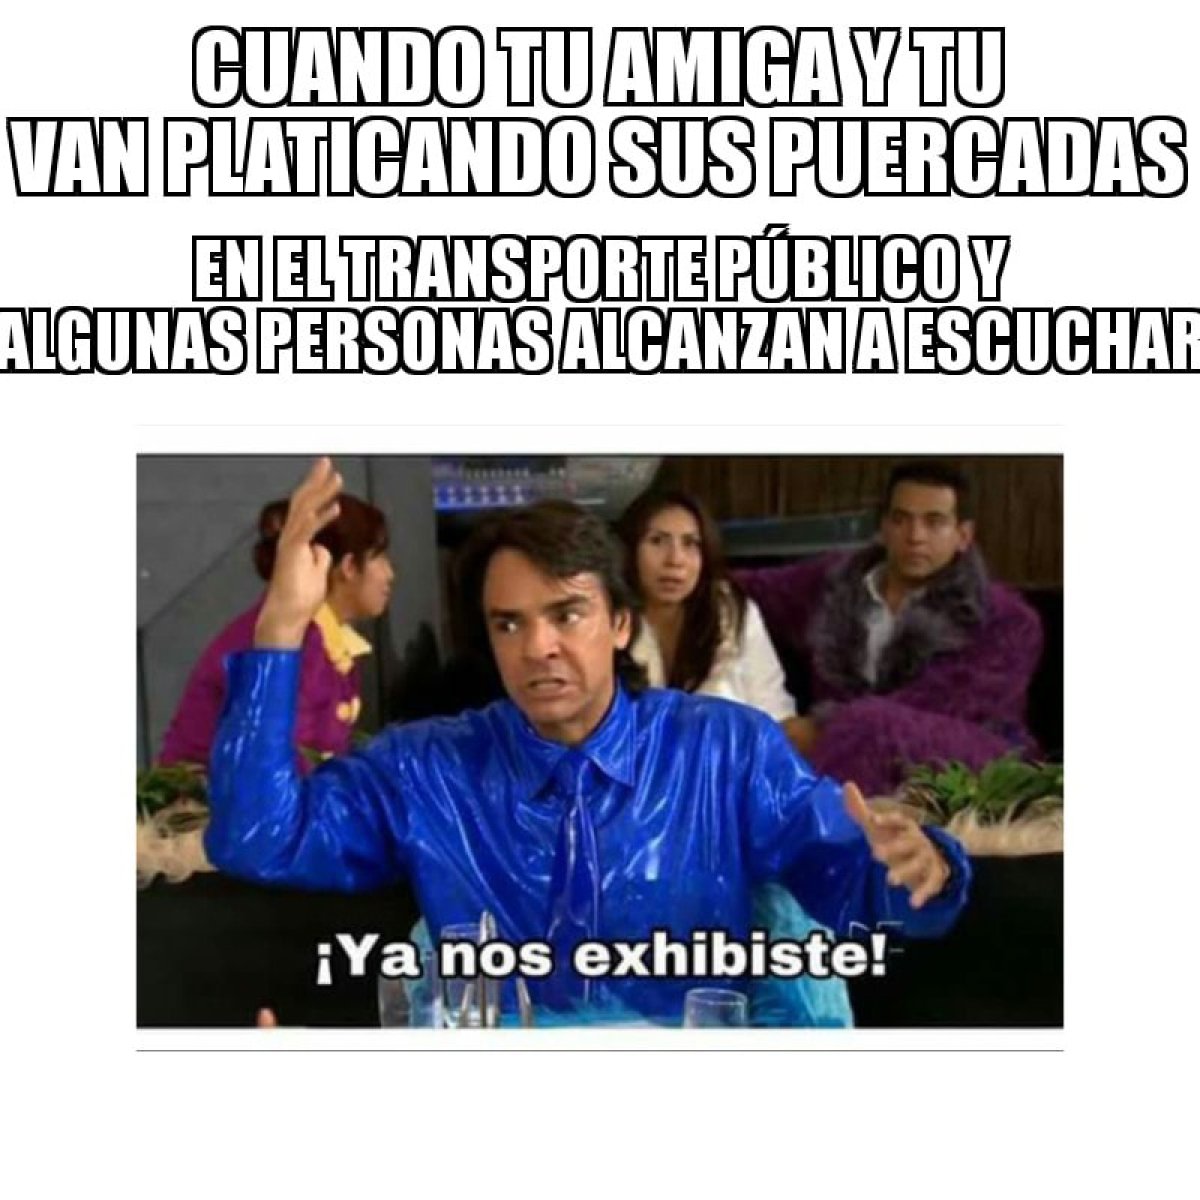 CUANDO TU AMIGA Y TU
VAN PLATICANDO SUS PUERCADAS
EN EL TRANSPORTE PÚBLICO Y
ALGUNAS PERSONAS ALCANZAN A ESCUCHAR
¡Ya nos exhibiste!